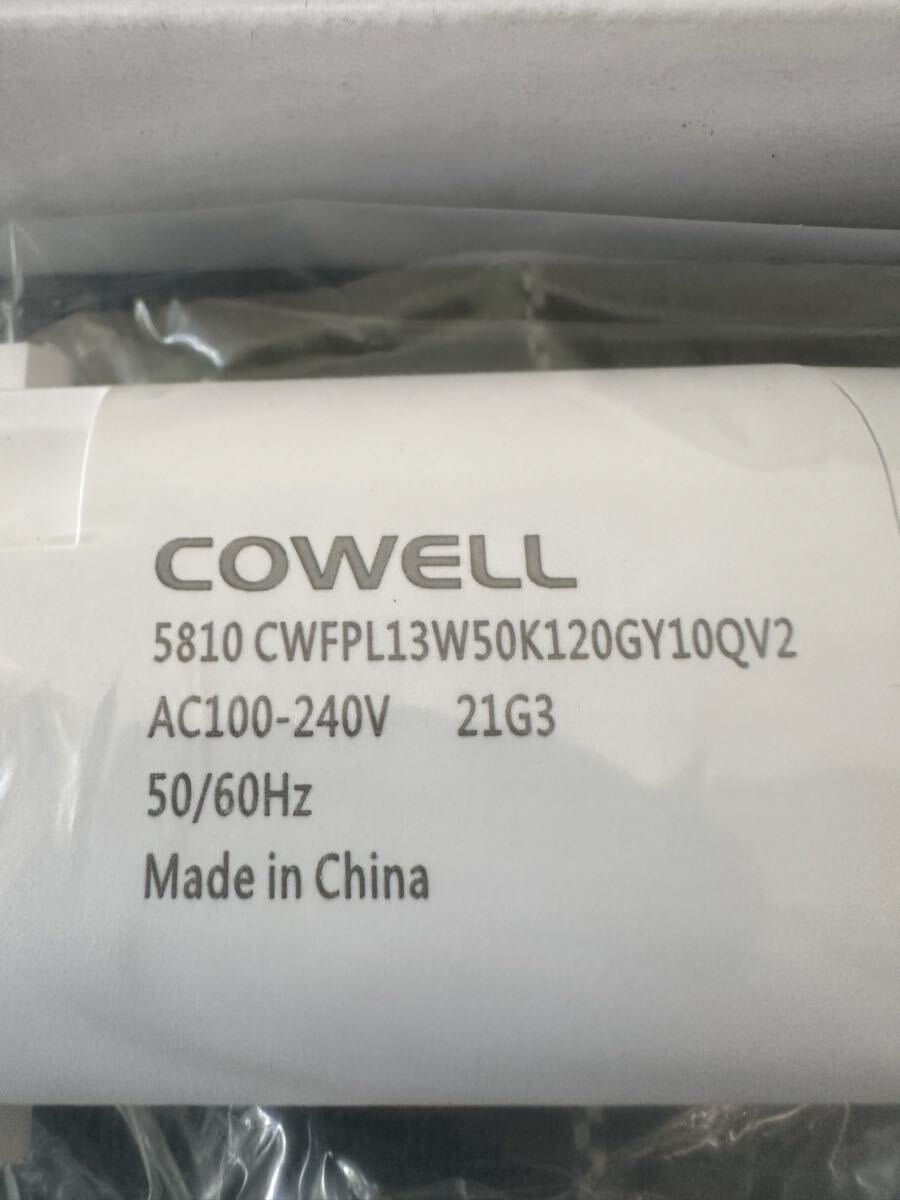 COWELL
5810 CWFPL13W50K120GY10QV2
AC100-240V 21G3
50/60Hz
Made in China